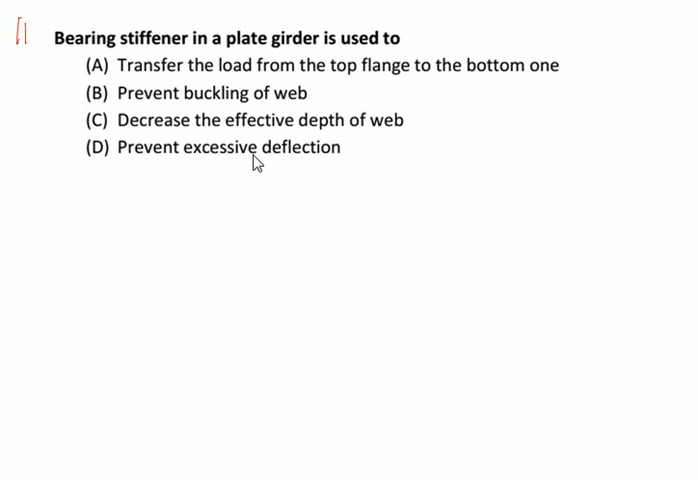 11 Bearing stiffener in a plate girder is used to
(A) Transfer the load from the top flange to the bottom one
(B) Prevent buckling of web
(C) Decrease the effective depth of web
(D) Prevent excessive deflection